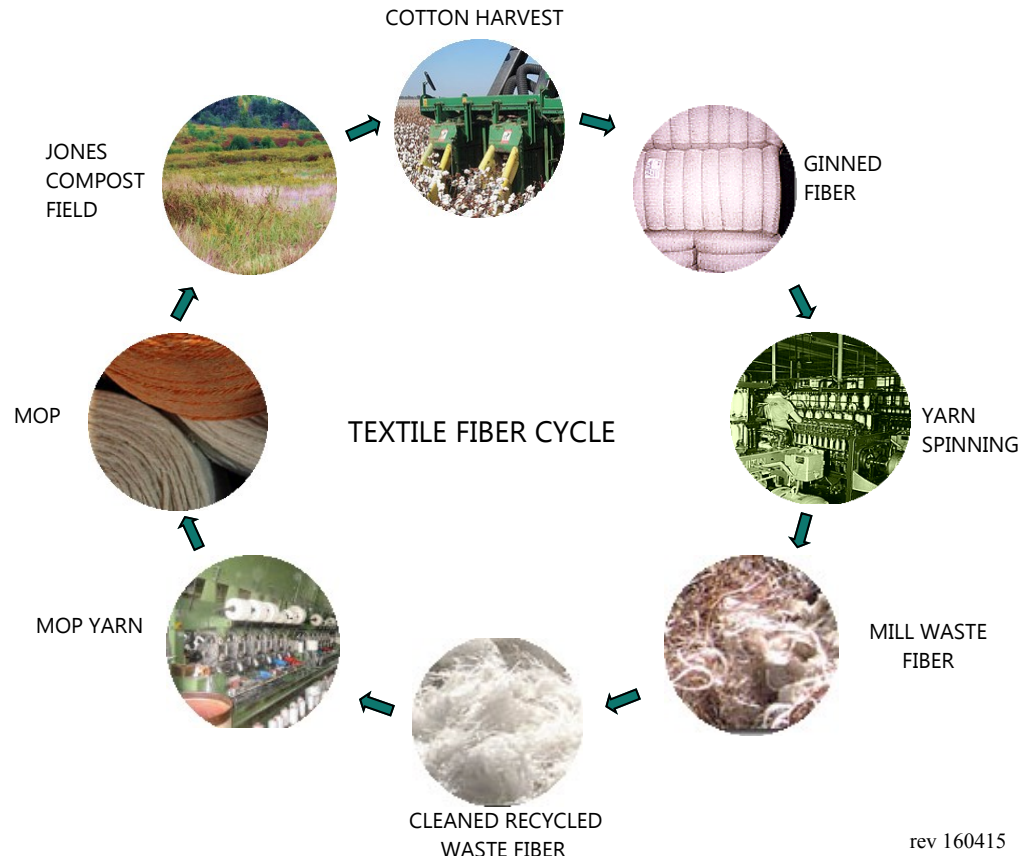 COTTON HARVEST
GINNED
FIBER
YARN
SPINNING
MILL WASTE
FIBER
CLEANED RECYCLED
WASTE FIBER
MOP YARN
MOP
JONES
COMPOST
FIELD
TEXTILE FIBER CYCLE
rev 160415